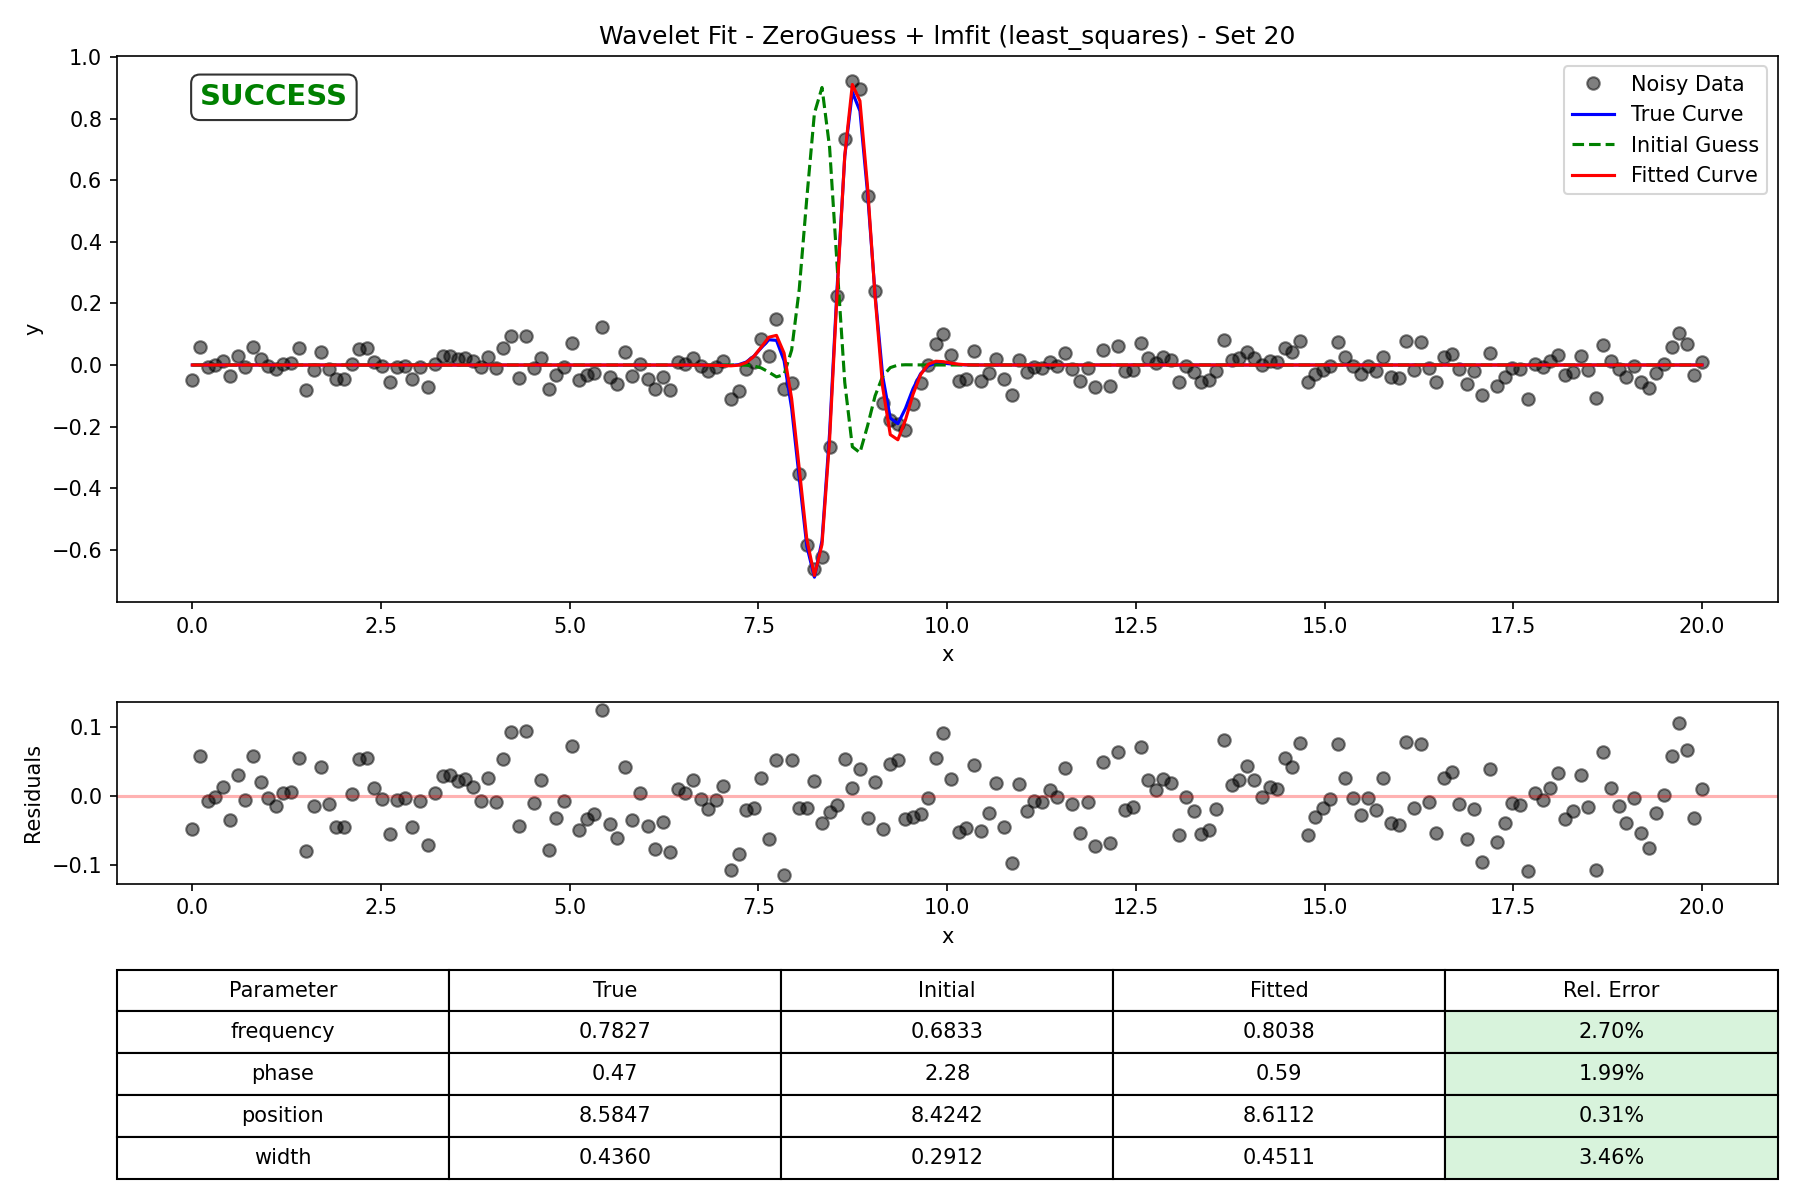 Wavelet Fit - ZeroGuess + lmfit (least_squares) - Set 20
SUCCESS
Noisy Data
True Curve
Initial Guess
Fitted Curve
1.0
0.8
0.6
0.4
0.2
0.0
−0.2
−0.4
−0.6
y
0.0 2.5 5.0 7.5 10.0 12.5 15.0 17.5 20.0
x
0.1
0.0
−0.1
Residuals
0.0 2.5 5.0 7.5 10.0 12.5 15.0 17.5 20.0
x
Parameter True Initial Fitted Rel. Error
frequency 0.7827 0.6833 0.8038 2.70%
phase 0.47 2.28 0.59 1.99%
position 8.5847 8.4242 8.6112 0.31%
width 0.4360 0.2912 0.4511 3.46%